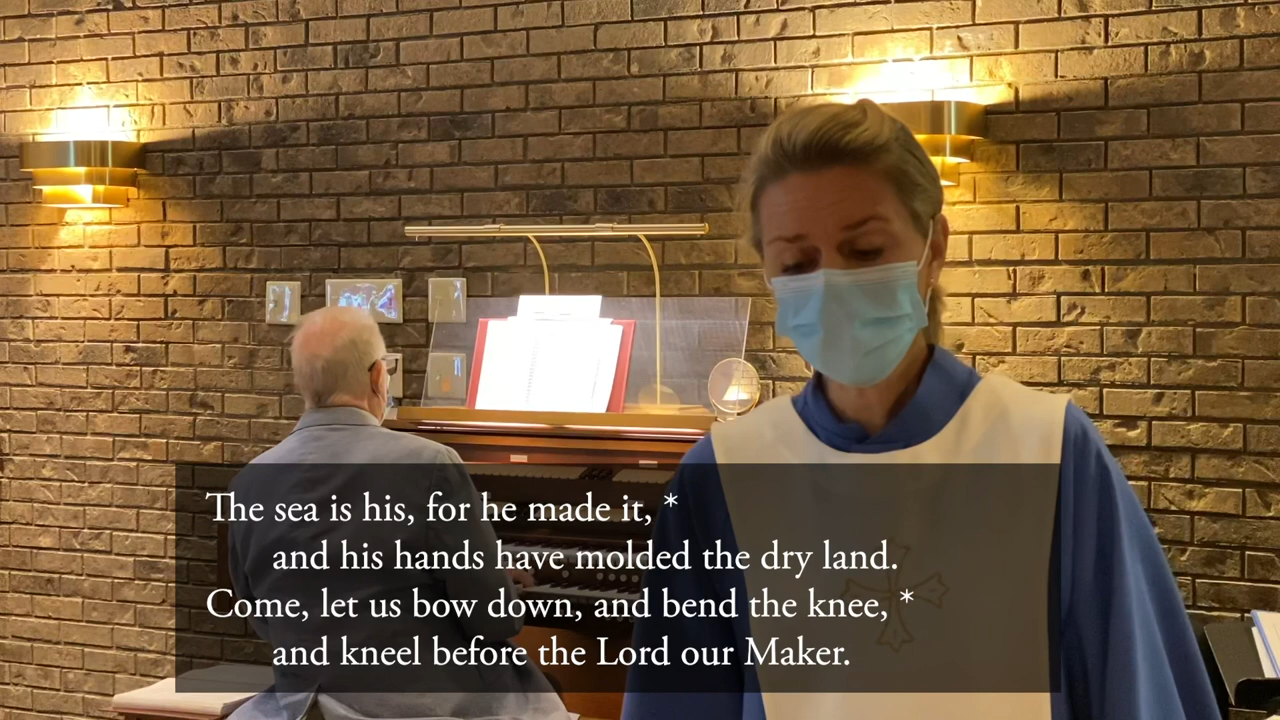 The sea is his, for he made it, *
and his hands have molded the dry land.
Come, let us bow down, and bend the knee, *
and kneel before the Lord our Maker.